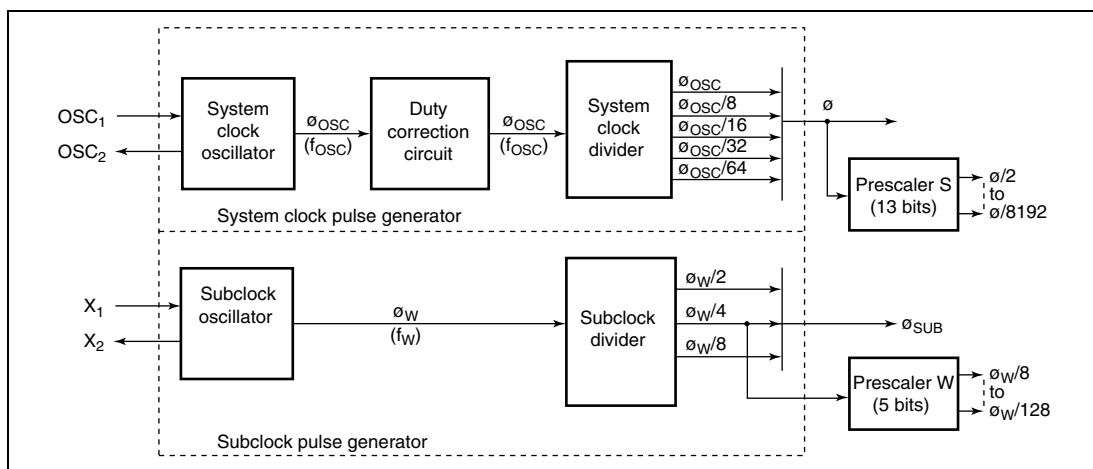 OSC1
OSC2
System
clock
oscillator
øOSC
(fOSC)
Duty
correction
circuit
øOSC
(fOSC)
System
clock
divider
øOSC
øOSC/8
øOSC/16
øOSC/32
øOSC/64
ø
Prescaler S
(13 bits)
ø/2
to
ø/8192
System clock pulse generator
X1
X2
Subclock
oscillator
øW
(fW)
Subclock
divider
øW/2
øW/4
øW/8
øSUB
Prescaler W
(5 bits)
øW/8
to
øW/128
Subclock pulse generator